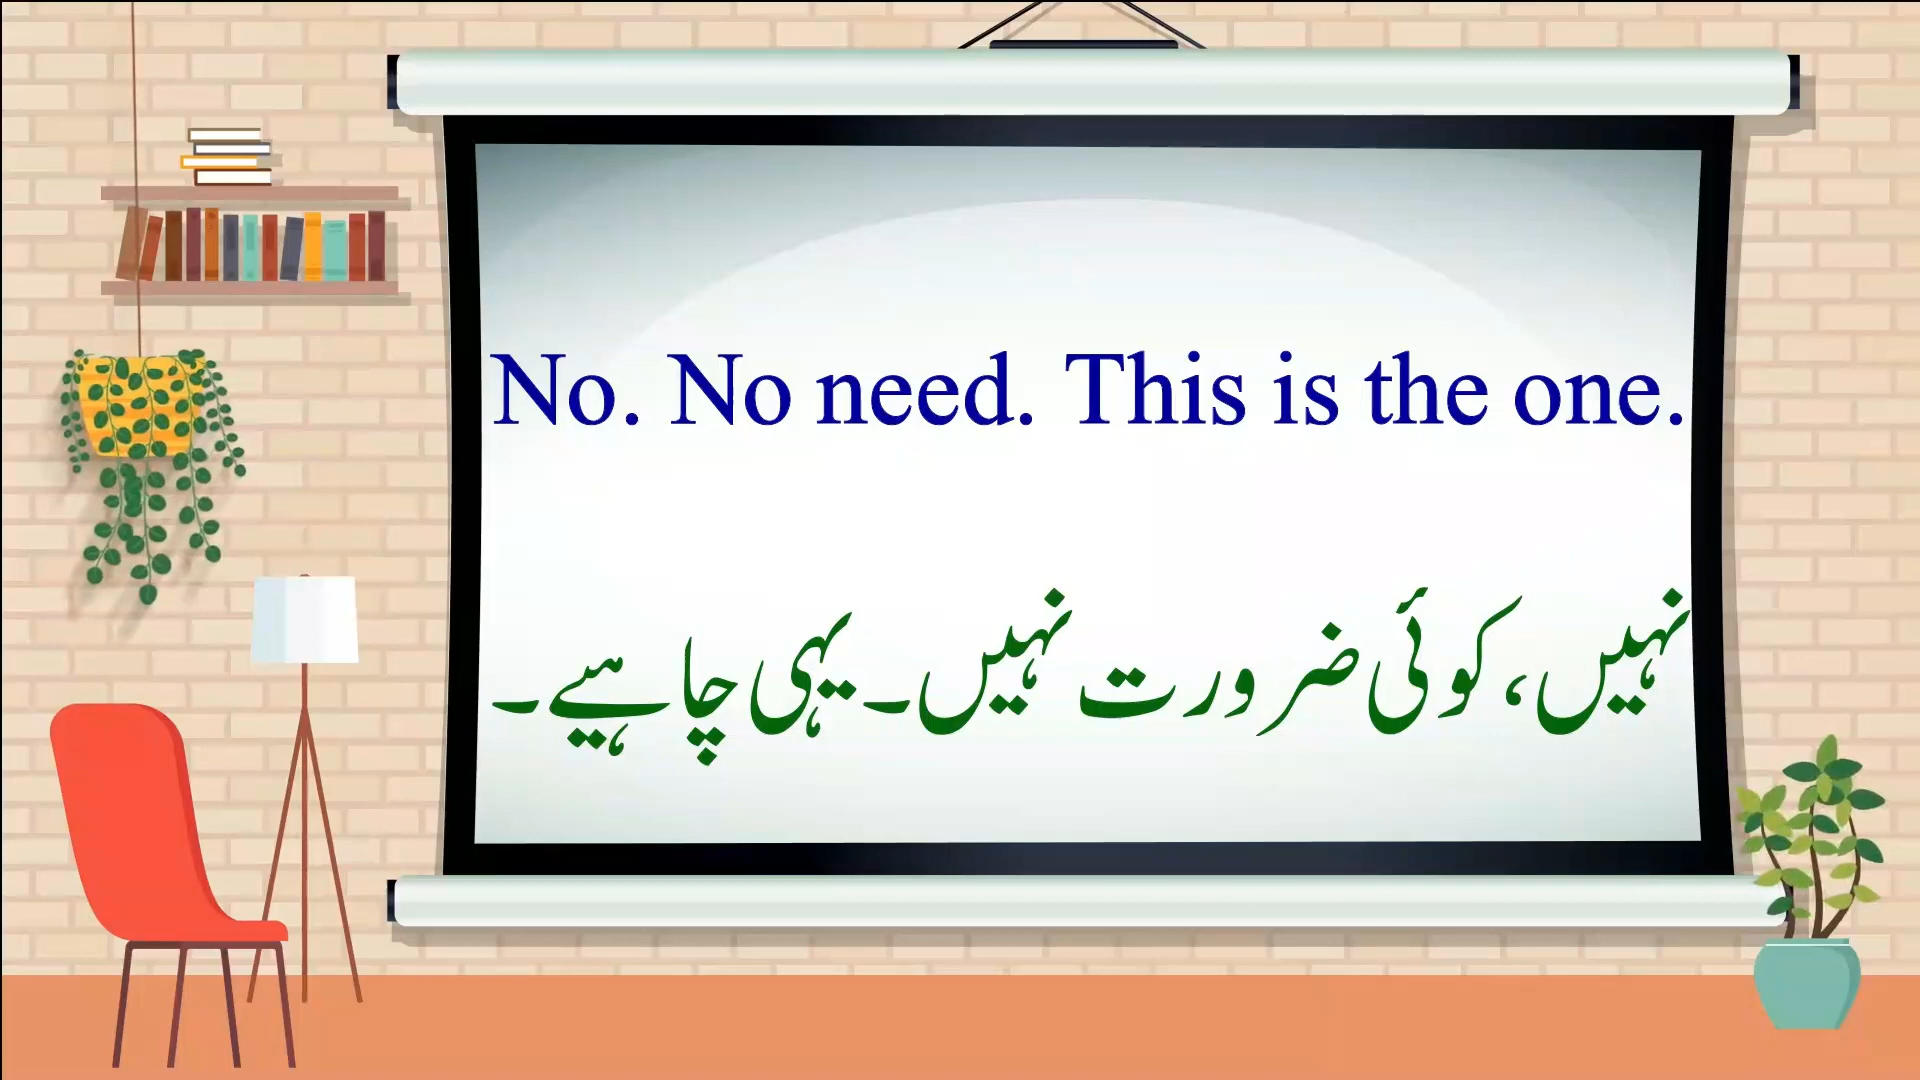 No. No need. This is the one.
نہیں، کوئی ضرورت نہیں۔ یہی چاہیے۔